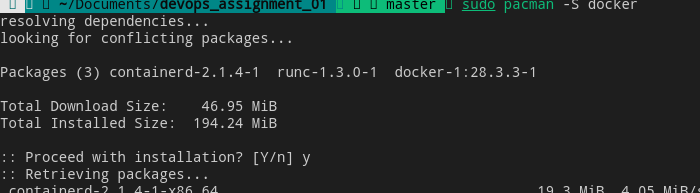 ~/Documents/devops_assignment_01 master sudo pacman -S docker
resolving dependencies...
looking for conflicting packages...
Packages (3) containerd-2.1.4-1 runc-1.3.0-1 docker-1:28.3.3-1
Total Download Size: 46.95 MiB
Total Installed Size: 194.24 MiB
:: Proceed with installation? [Y/n] y
:: Retrieving packages...
containerd-2.1.4-1-x86_64 19.3 MiB 4.05 MiB/